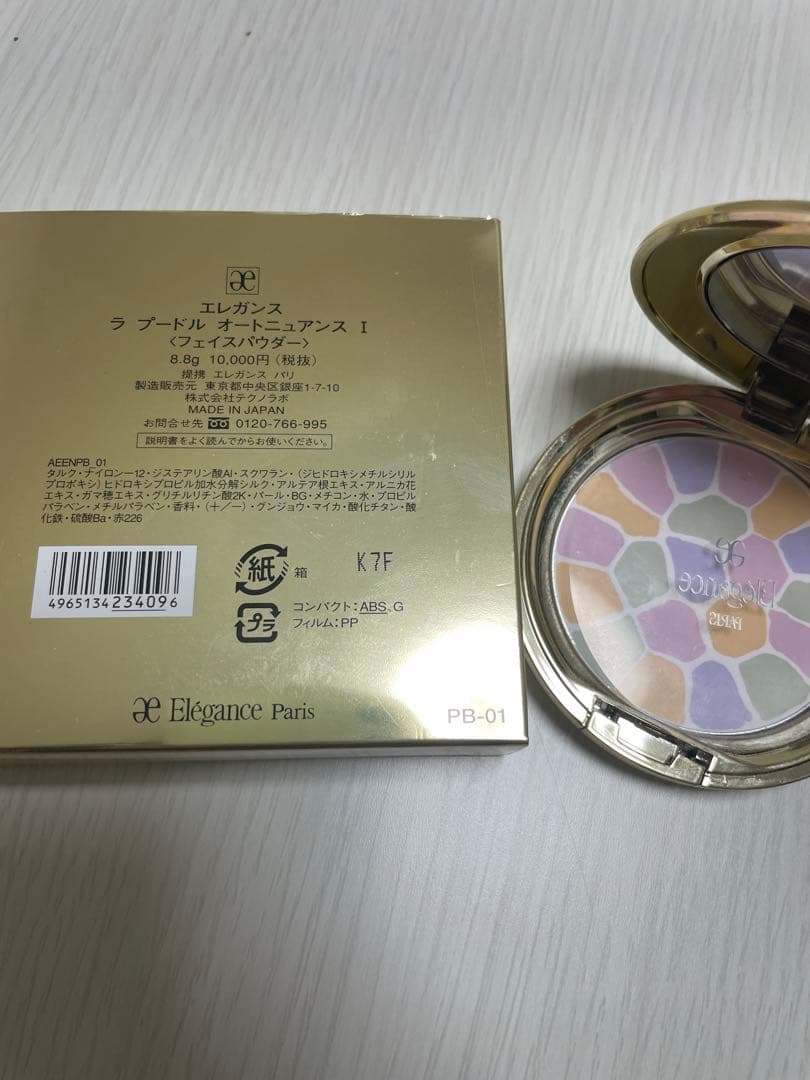 æ
エレガンス
ラ プードル オートニュアンス I
〈フェイスパウダー〉
8.8g 10,000円(税抜)
提携 エレガンス パリ
製造販売元 東京都中央区銀座1-7-10
株式会社テクノラボ
MADE IN JAPAN
お問合せ先 0120-766-995
説明書をよく読んでからお使いください。
AEENPB_01
タルク・ナイロン-12・ジステアリン酸Al・スクワラン・(ジヒドロキシメチルシリル
プロポキシ)ヒドロキシプロピル加水分解シルク・アルテア根エキス・アルニカ花
エキス・ガマ穂エキス・グリチルリチン酸2K・パール・BG・メチコン・水・プロピル
パラベン・メチルパラベン・香料・(+/-)・グンジョウ・マイカ・酸化チタン・酸
化鉄・硫酸Ba・赤226
4965134234096
紙 箱
K7F
プラ コンパクト:ABS、G
フィルム:PP
æ Elégance Paris
PB-01
æ
Elégance
PARIS